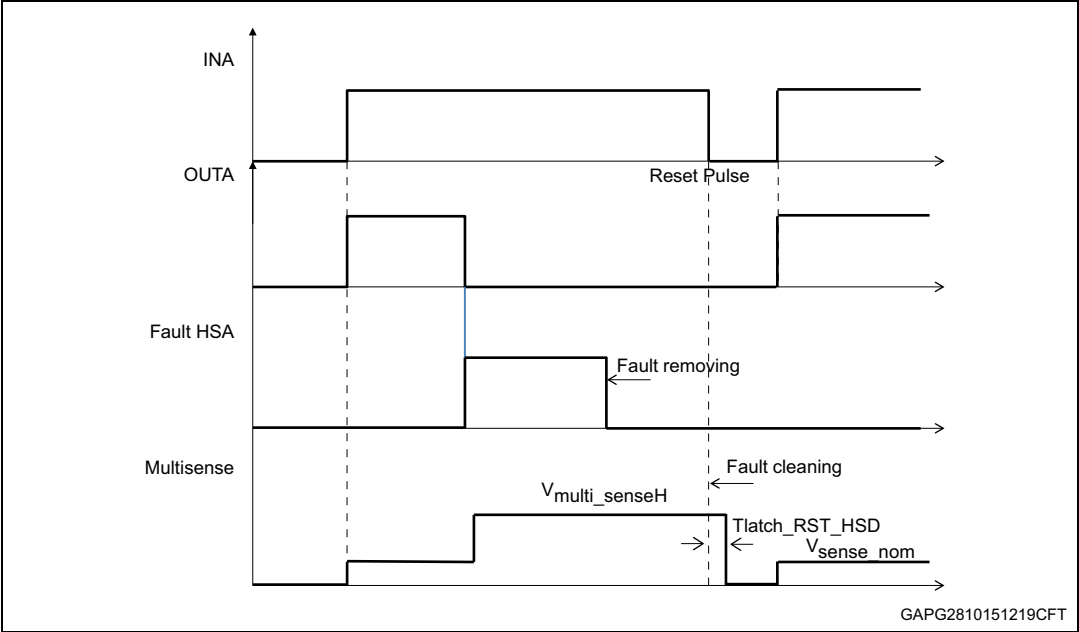 INA
OUTA
Reset Pulse
Fault HSA
Fault removing
Multisense
Fault cleaning
Vmulti_senseH
Tlatch_RST_HSD
Vsense_nom
GAPG2810151219CFT